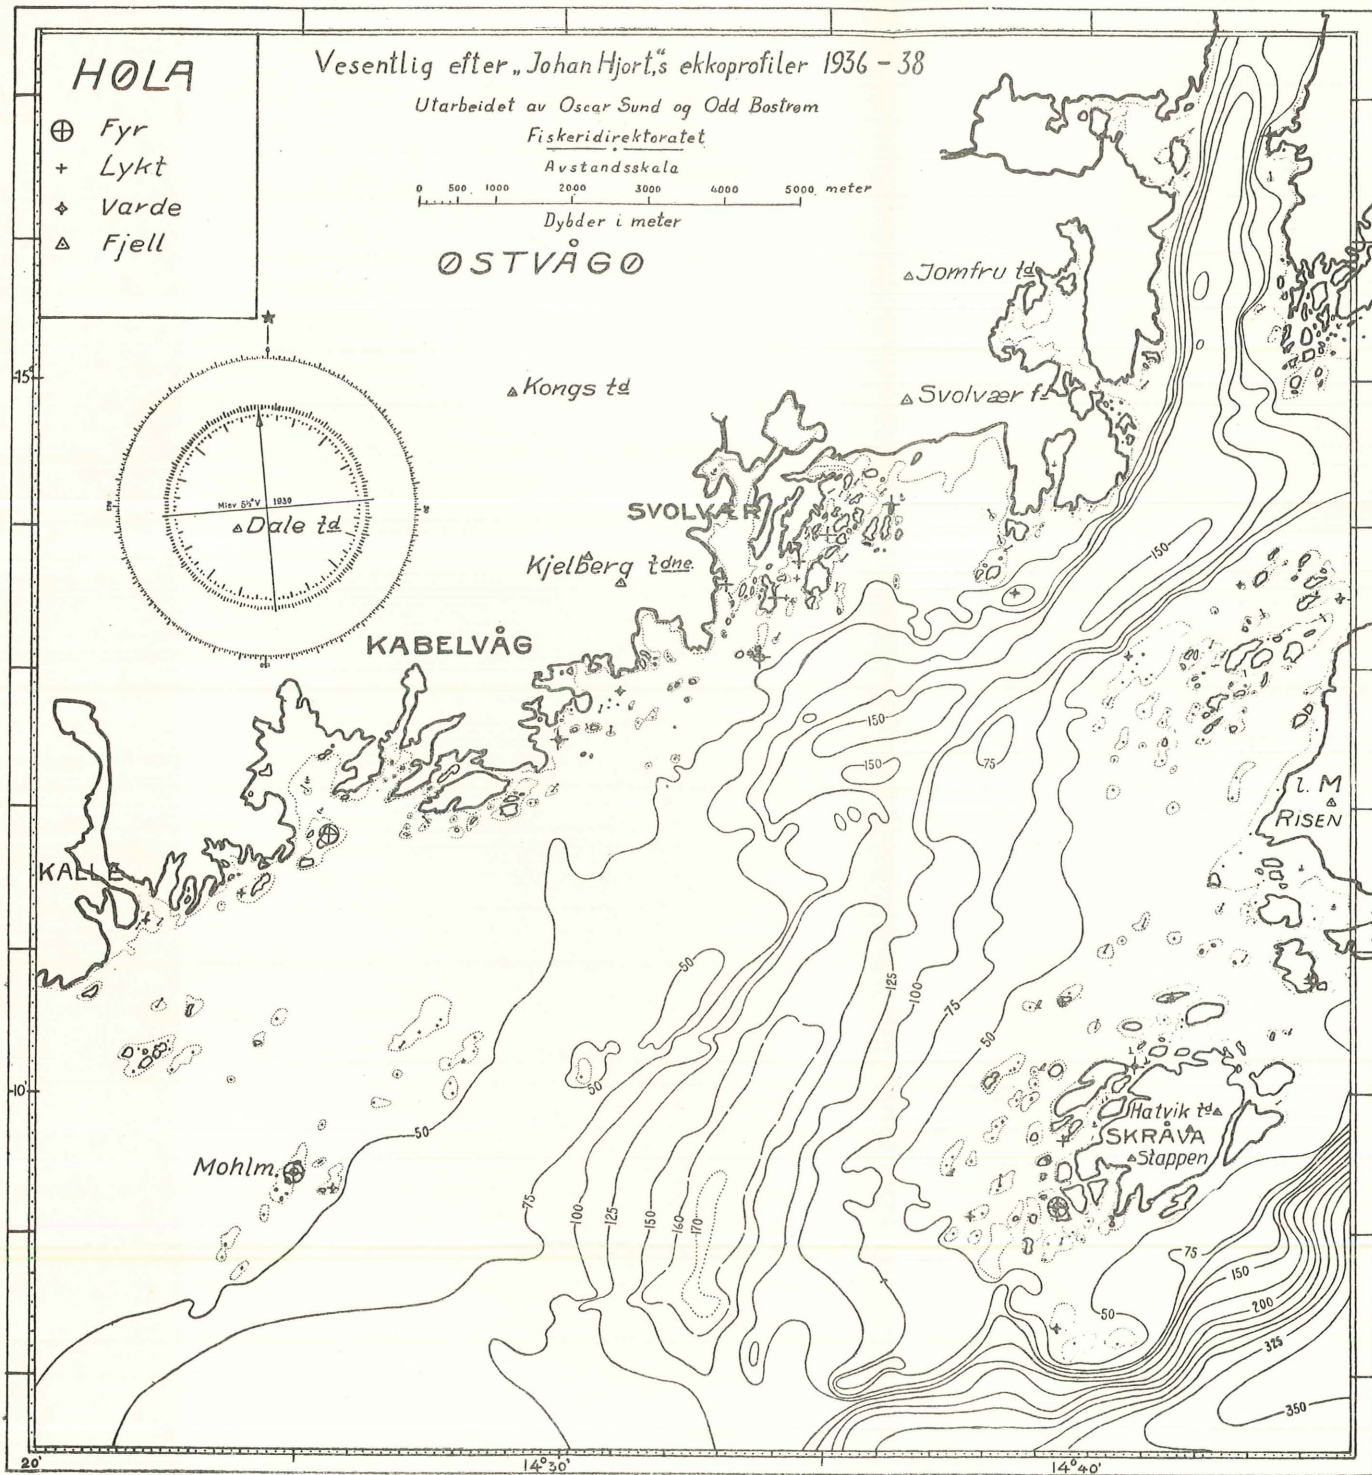 HØLA
Fyr
Lykt
Varde
Fjell
Vesentlig efter „Johan Hjort„s ekkoprofiler 1936 - 38
Utarbeidet av Oscar Sund og Odd Bostrøm
Fiskeridirektoratet
Avstandsskala
0 500 1000 2000 3000 4000 5000 meter
Dybder i meter
ØSTVÅGØ
Jomfru td
15'
Kongs td
Svolvær f
Misv 5½°V 1930
Dale td
SVOLVÆR
150
Kjelberg tdne
KABELVÅG
150
75
150
l. M
RISEN
KALLE
50
125
100
75
50
10'
50
50
Hatvik td
SKRÅVA
Stappen
Mohlm.
75
100
125
150
160
170
75
150
200
50
325
350
20'
14°30'
14°40'